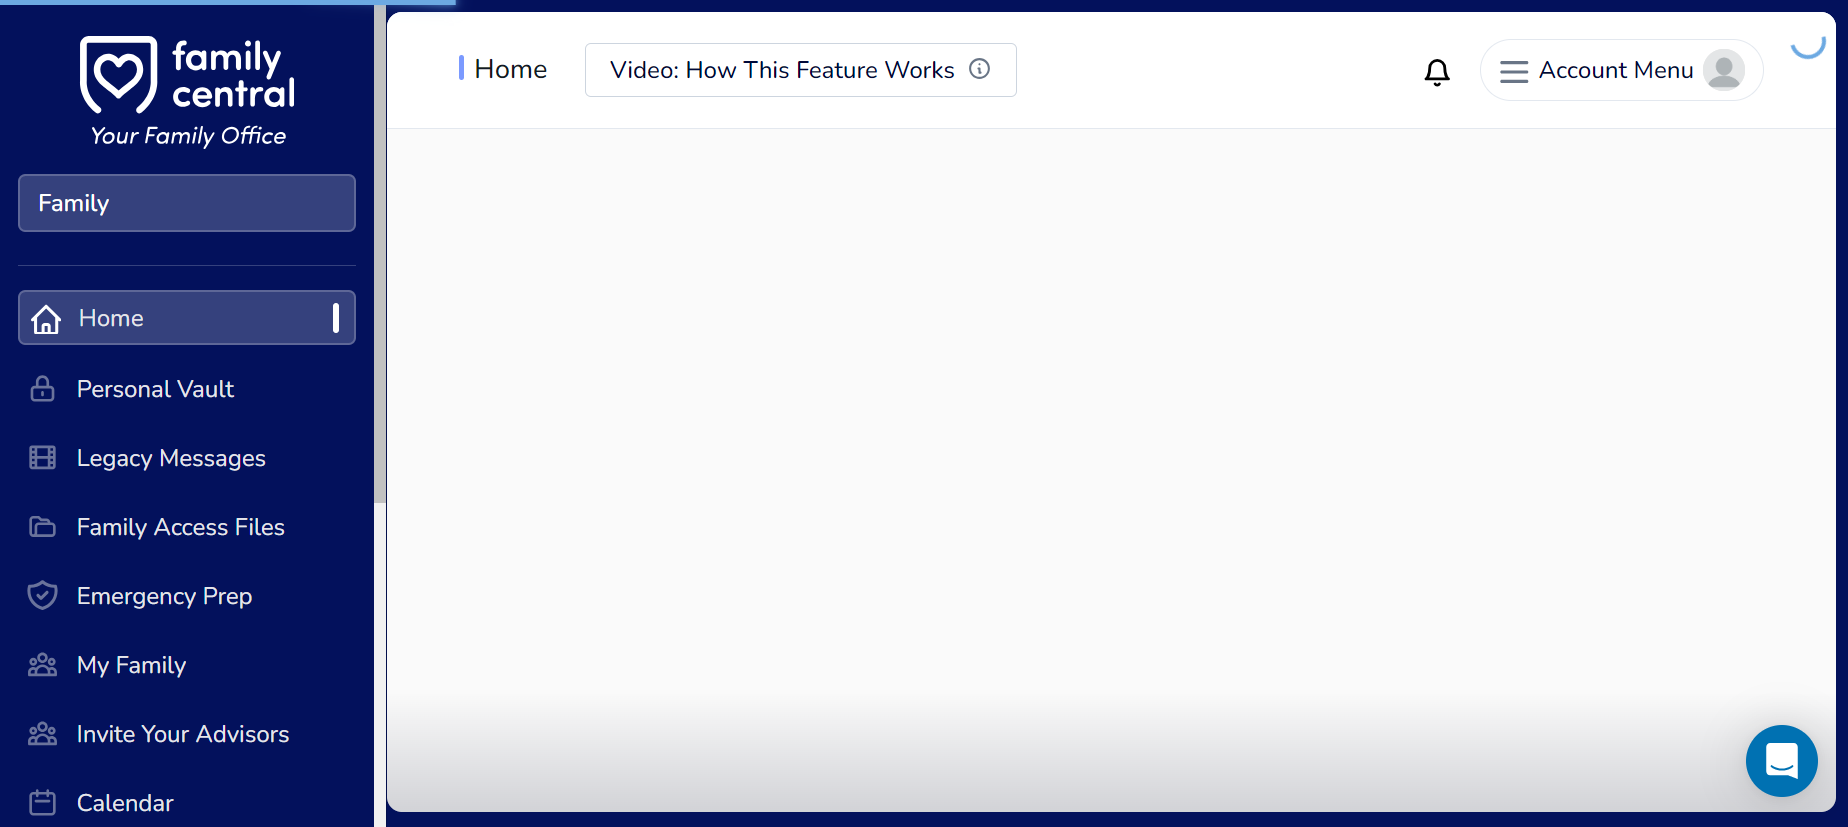 family
central
Your Family Office
Family
Home
Personal Vault
Legacy Messages
Family Access Files
Emergency Prep
My Family
Invite Your Advisors
Calendar
Home
Video: How This Feature Works
Account Menu